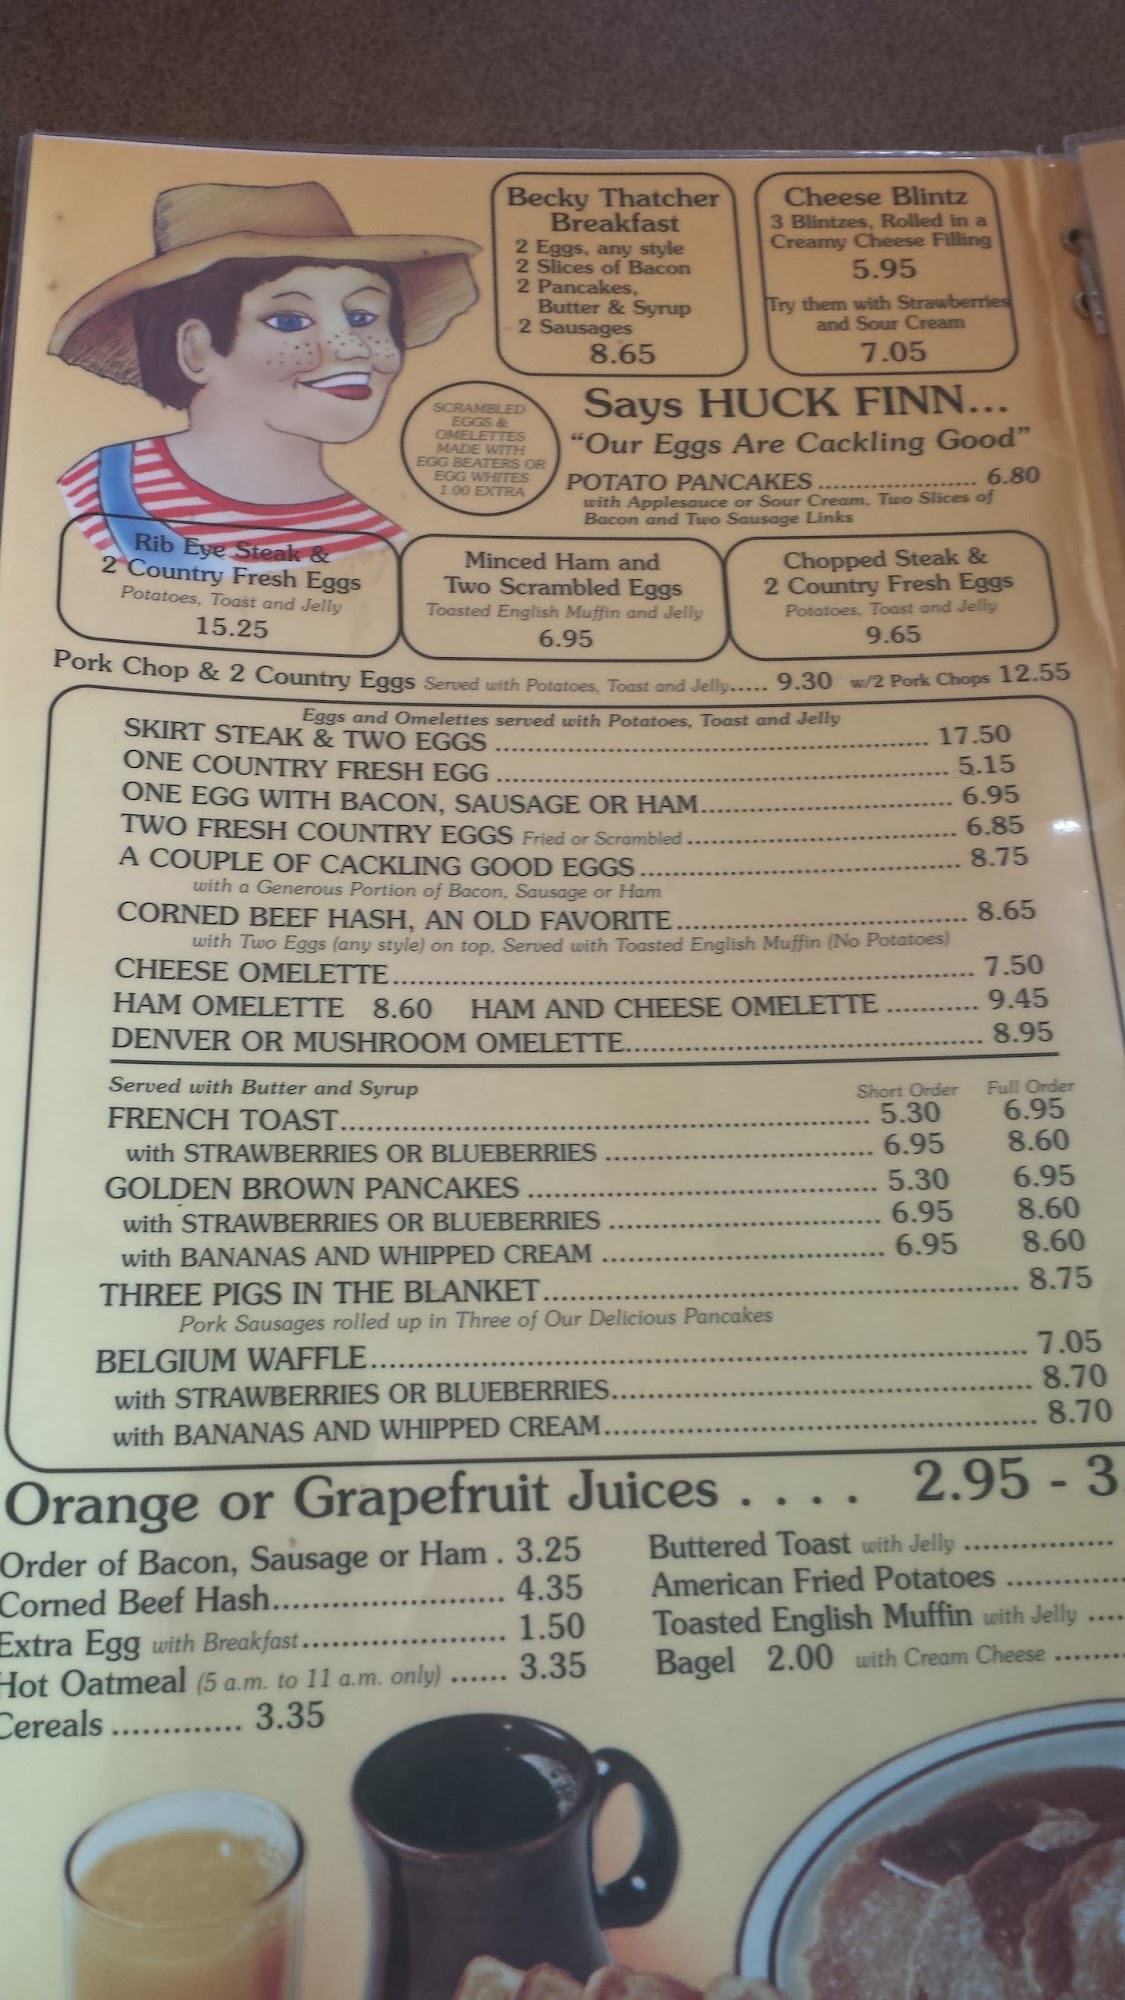 Becky Thatcher
Breakfast
2 Eggs, any style
2 Slices of Bacon
2 Pancakes,
Butter & Syrup
2 Sausages
8.65
Cheese Blintz
3 Blintzes, Rolled in a
Creamy Cheese Filling
5.95
Try them with Strawberries
and Sour Cream
7.05
SCRAMBLED
EGGS &
OMELETTES
MADE WITH
EGG BEATERS OR
EGG WHITES
1.00 EXTRA
Says HUCK FINN...
"Our Eggs Are Cackling Good"
POTATO PANCAKES ...................... 6.80
with Applesauce or Sour Cream, Two Slices of
Bacon and Two Sausage Links
Rib Eye Steak &
2 Country Fresh Eggs
Potatoes, Toast and Jelly
15.25
Minced Ham and
Two Scrambled Eggs
Toasted English Muffin and Jelly
6.95
Chopped Steak &
2 Country Fresh Eggs
Potatoes, Toast and Jelly
9.65
Pork Chop & 2 Country Eggs Served with Potatoes, Toast and Jelly..... 9.30 w/2 Pork Chops 12.55
Eggs and Omelettes served with Potatoes, Toast and Jelly
SKIRT STEAK & TWO EGGS ........................ 17.50
ONE COUNTRY FRESH EGG ........................ 5.15
ONE EGG WITH BACON, SAUSAGE OR HAM........................ 6.95
TWO FRESH COUNTRY EGGS Fried or Scrambled........................ 6.85
A COUPLE OF CACKLING GOOD EGGS........................ 8.75
with a Generous Portion of Bacon, Sausage or Ham
CORNED BEEF HASH, AN OLD FAVORITE........................ 8.65
with Two Eggs (any style) on top, Served with Toasted English Muffin (No Potatoes)
CHEESE OMELETTE........................ 7.50
HAM OMELETTE 8.60 HAM AND CHEESE OMELETTE ........... 9.45
DENVER OR MUSHROOM OMELETTE........................ 8.95
Served with Butter and Syrup Short Order Full Order
FRENCH TOAST........................ 5.30 6.95
with STRAWBERRIES OR BLUEBERRIES ........................ 6.95 8.60
GOLDEN BROWN PANCAKES ........................ 5.30 6.95
with STRAWBERRIES OR BLUEBERRIES ........................ 6.95 8.60
with BANANAS AND WHIPPED CREAM ........................ 6.95 8.60
THREE PIGS IN THE BLANKET........................ 8.75
Pork Sausages rolled up in Three of Our Delicious Pancakes
BELGIUM WAFFLE........................ 7.05
with STRAWBERRIES OR BLUEBERRIES........................ 8.70
with BANANAS AND WHIPPED CREAM........................ 8.70
Orange or Grapefruit Juices . . . . 2.95 - 3
Order of Bacon, Sausage or Ham . 3.25
Corned Beef Hash........................ 4.35
Extra Egg with Breakfast........................ 1.50
Hot Oatmeal (5 a.m. to 11 a.m. only) ...... 3.35
Cereals ............. 3.35
Buttered Toast with Jelly ................
American Fried Potatoes ............
Toasted English Muffin with Jelly ....
Bagel 2.00 with Cream Cheese .......